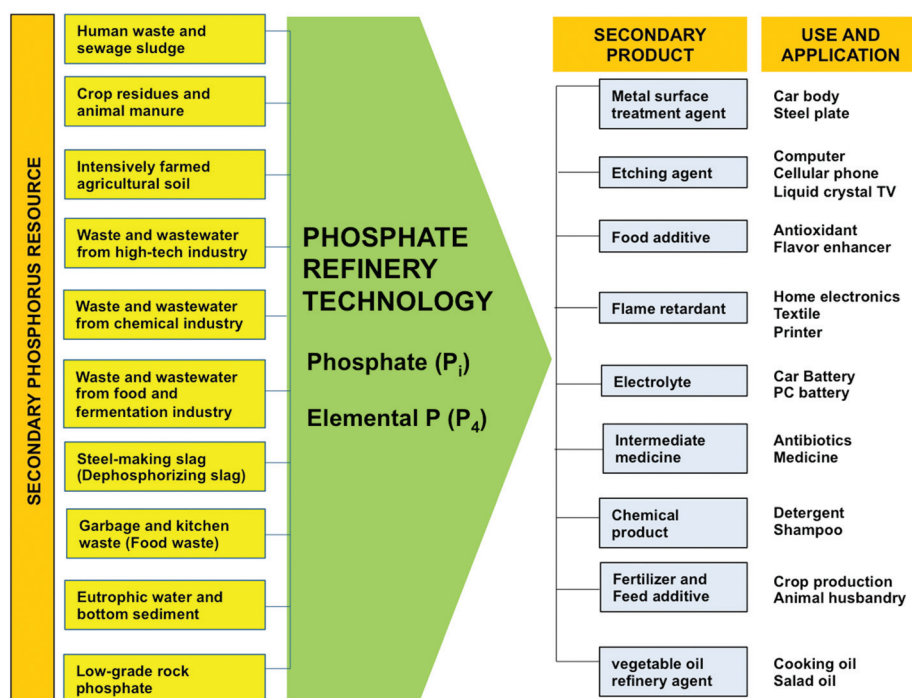 SECONDARY PHOSPHORUS RESOURCE
Human waste and
sewage sludge
Crop residues and
animal manure
Intensively farmed
agricultural soil
Waste and wastewater
from high-tech industry
Waste and wastewater
from chemical industry
Waste and wastewater
from food and
fermentation industry
Steel-making slag
(Dephosphorizing slag)
Garbage and kitchen
waste (Food waste)
Eutrophic water and
bottom sediment
Low-grade rock
phosphate
PHOSPHATE
REFINERY
TECHNOLOGY
Phosphate (Pi)
Elemental P (P4)
SECONDARY
PRODUCT
USE AND
APPLICATION
Metal surface
treatment agent
Car body
Steel plate
Etching agent
Computer
Cellular phone
Liquid crystal TV
Food additive
Antioxidant
Flavor enhancer
Flame retardant
Home electronics
Textile
Printer
Electrolyte
Car Battery
PC battery
Intermediate
medicine
Antibiotics
Medicine
Chemical
product
Detergent
Shampoo
Fertilizer and
Feed additive
Crop production
Animal husbandry
vegetable oil
refinery agent
Cooking oil
Salad oil